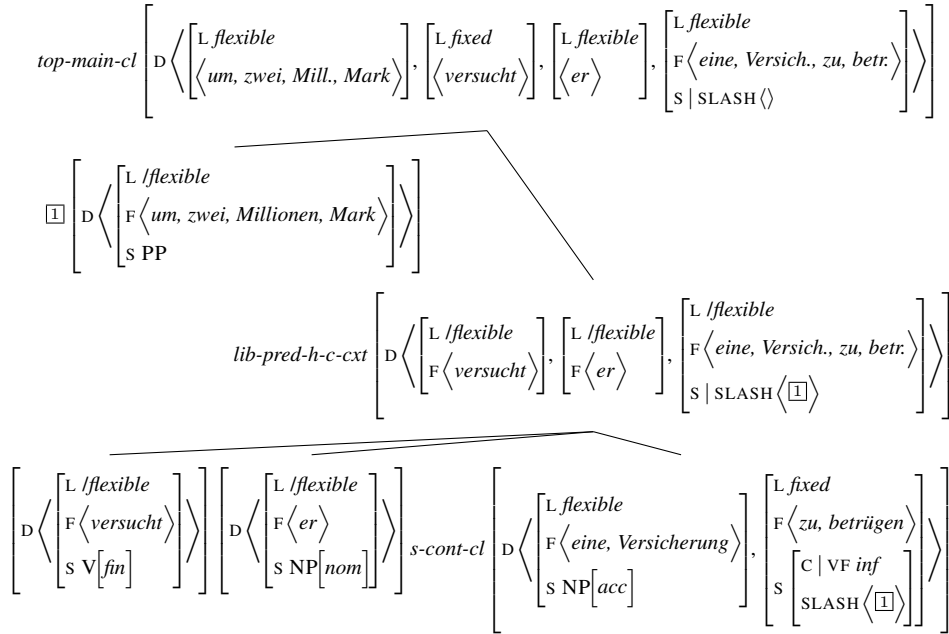 top-main-cl [D ⟨[L flexible ⟨um, zwei, Mill., Mark⟩], [L fixed ⟨versucht⟩], [L flexible ⟨er⟩], [L flexible F ⟨eine, Versich., zu, betr.⟩ S | SLASH ⟨⟩]⟩]
1 [D ⟨[L /flexible F ⟨um, zwei, Millionen, Mark⟩ S PP]⟩]
lib-pred-h-c-cxt [D ⟨[L /flexible F ⟨versucht⟩], [L /flexible F ⟨er⟩], [L /flexible F ⟨eine, Versich., zu, betr.⟩ S | SLASH ⟨1⟩]⟩]
[D ⟨[L /flexible F ⟨versucht⟩ S V[fin]]⟩] [D ⟨[L /flexible F ⟨er⟩ S NP[nom]]⟩] s-cont-cl [D ⟨[L flexible F ⟨eine, Versicherung⟩ S NP[acc]], [L fixed F ⟨zu, betrügen⟩ S [C | VF inf SLASH ⟨1⟩]]⟩]